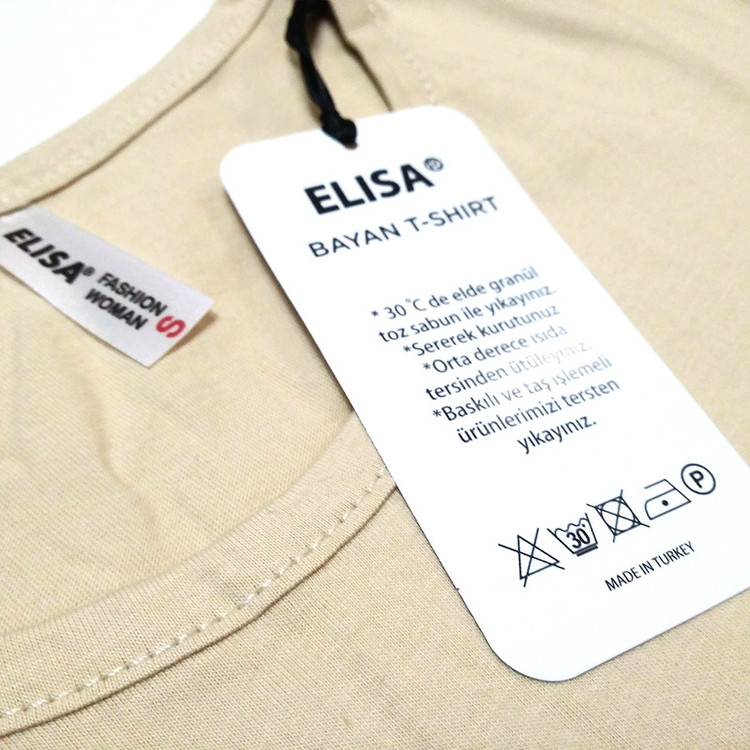 ELISA®
FASHION
WOMAN
S
ELISA®
BAYAN T-SHIRT
* 30°C de elde granül
toz sabun ile yıkayınız.
*Sererek kurutunuz
*Orta derece ısıda
tersinden ütüleyiniz.
*Baskılı ve taş işlemeli
ürünlerimizi tersten
yıkayınız.
30
P
MADE IN TURKEY